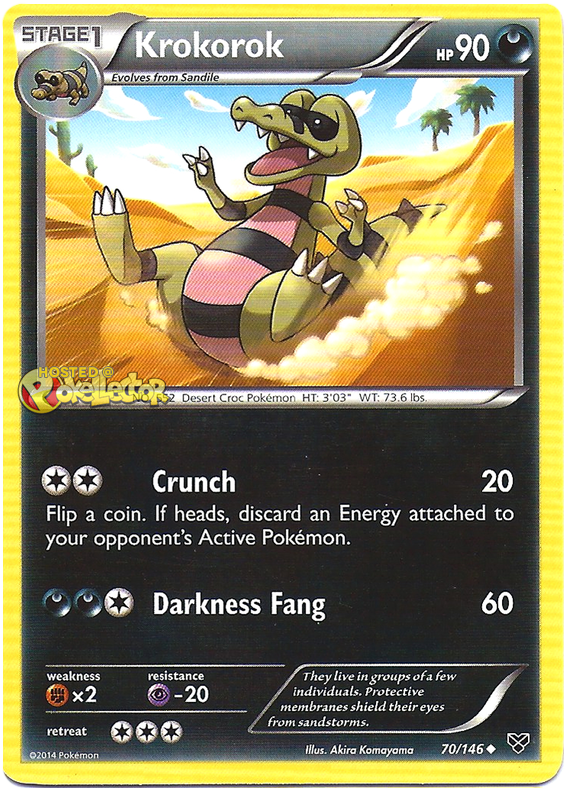 STAGE1
Krokorok
HP90
Evolves from Sandile
HOSTED @
Pokellector
2 Desert Croc Pokémon HT: 3'03" WT: 73.6 lbs.
Crunch 20
Flip a coin. If heads, discard an Energy attached to
your opponent's Active Pokémon.
Darkness Fang 60
weakness
×2
resistance
-20
retreat
They live in groups of a few
individuals. Protective
membranes shield their eyes
from sandstorms.
©2014 Pokémon
Illus. Akira Komayama
70/146